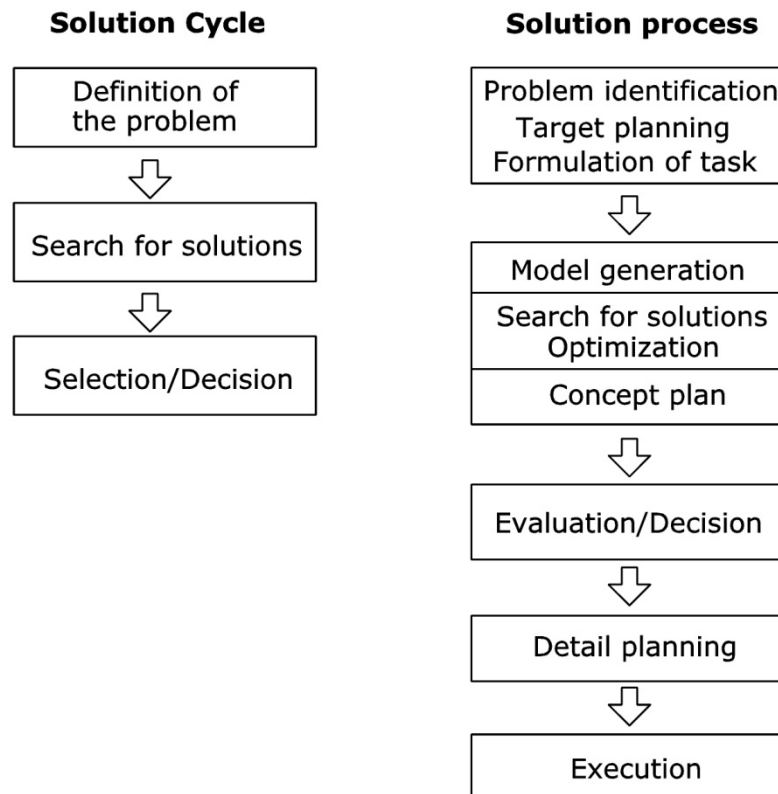 Solution Cycle
Definition of
the problem
Search for solutions
Selection/Decision
Solution process
Problem identification
Target planning
Formulation of task
Model generation
Search for solutions
Optimization
Concept plan
Evaluation/Decision
Detail planning
Execution